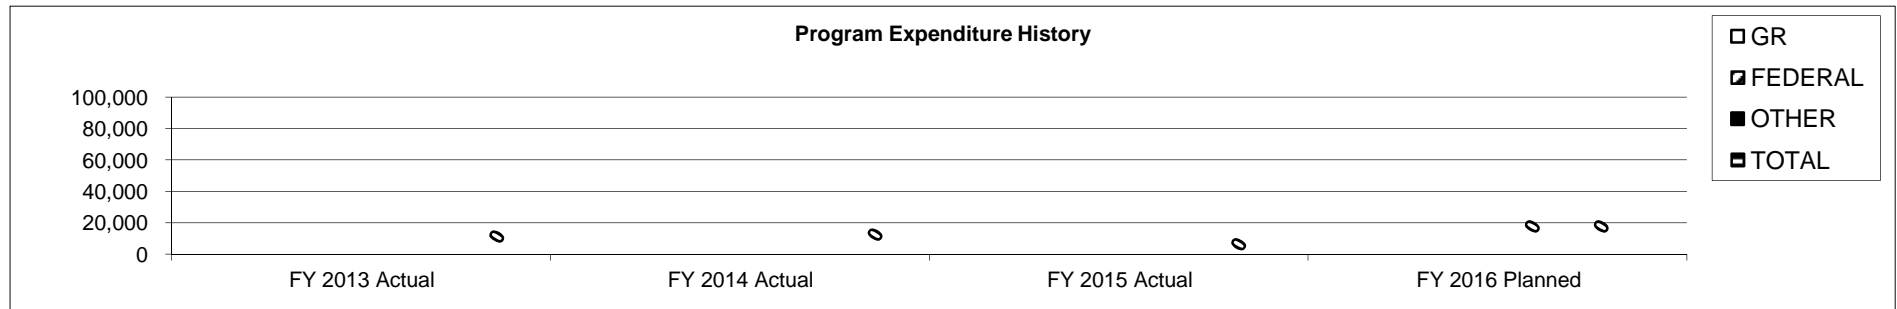 Program Expenditure History
GR
FEDERAL
OTHER
TOTAL
100,000
80,000
60,000
40,000
20,000
0
0
0
0
0
0
FY 2013 Actual
FY 2014 Actual
FY 2015 Actual
FY 2016 Planned